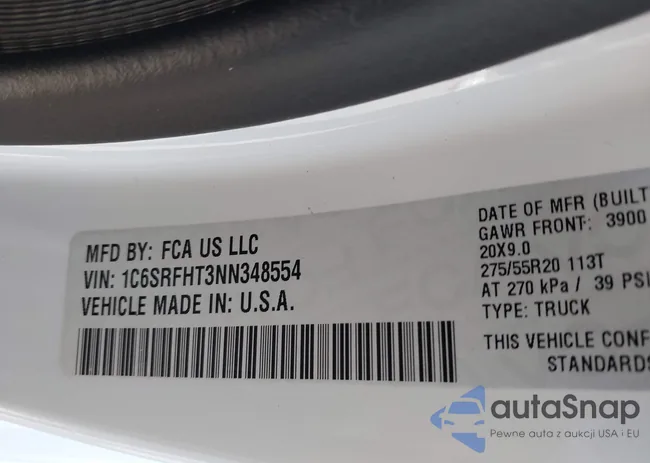 MFD BY: FCA US LLC
VIN: 1C6SRFHT3NN348554
VEHICLE MADE IN: U.S.A.
DATE OF MFR (BUILT
GAWR FRONT: 3900
20X9.0
275/55R20 113T
AT 270 kPa / 39 PSI
TYPE: TRUCK
THIS VEHICLE CONF
STANDARDS
autaSnap
Pewne auta z aukcji USA i EU